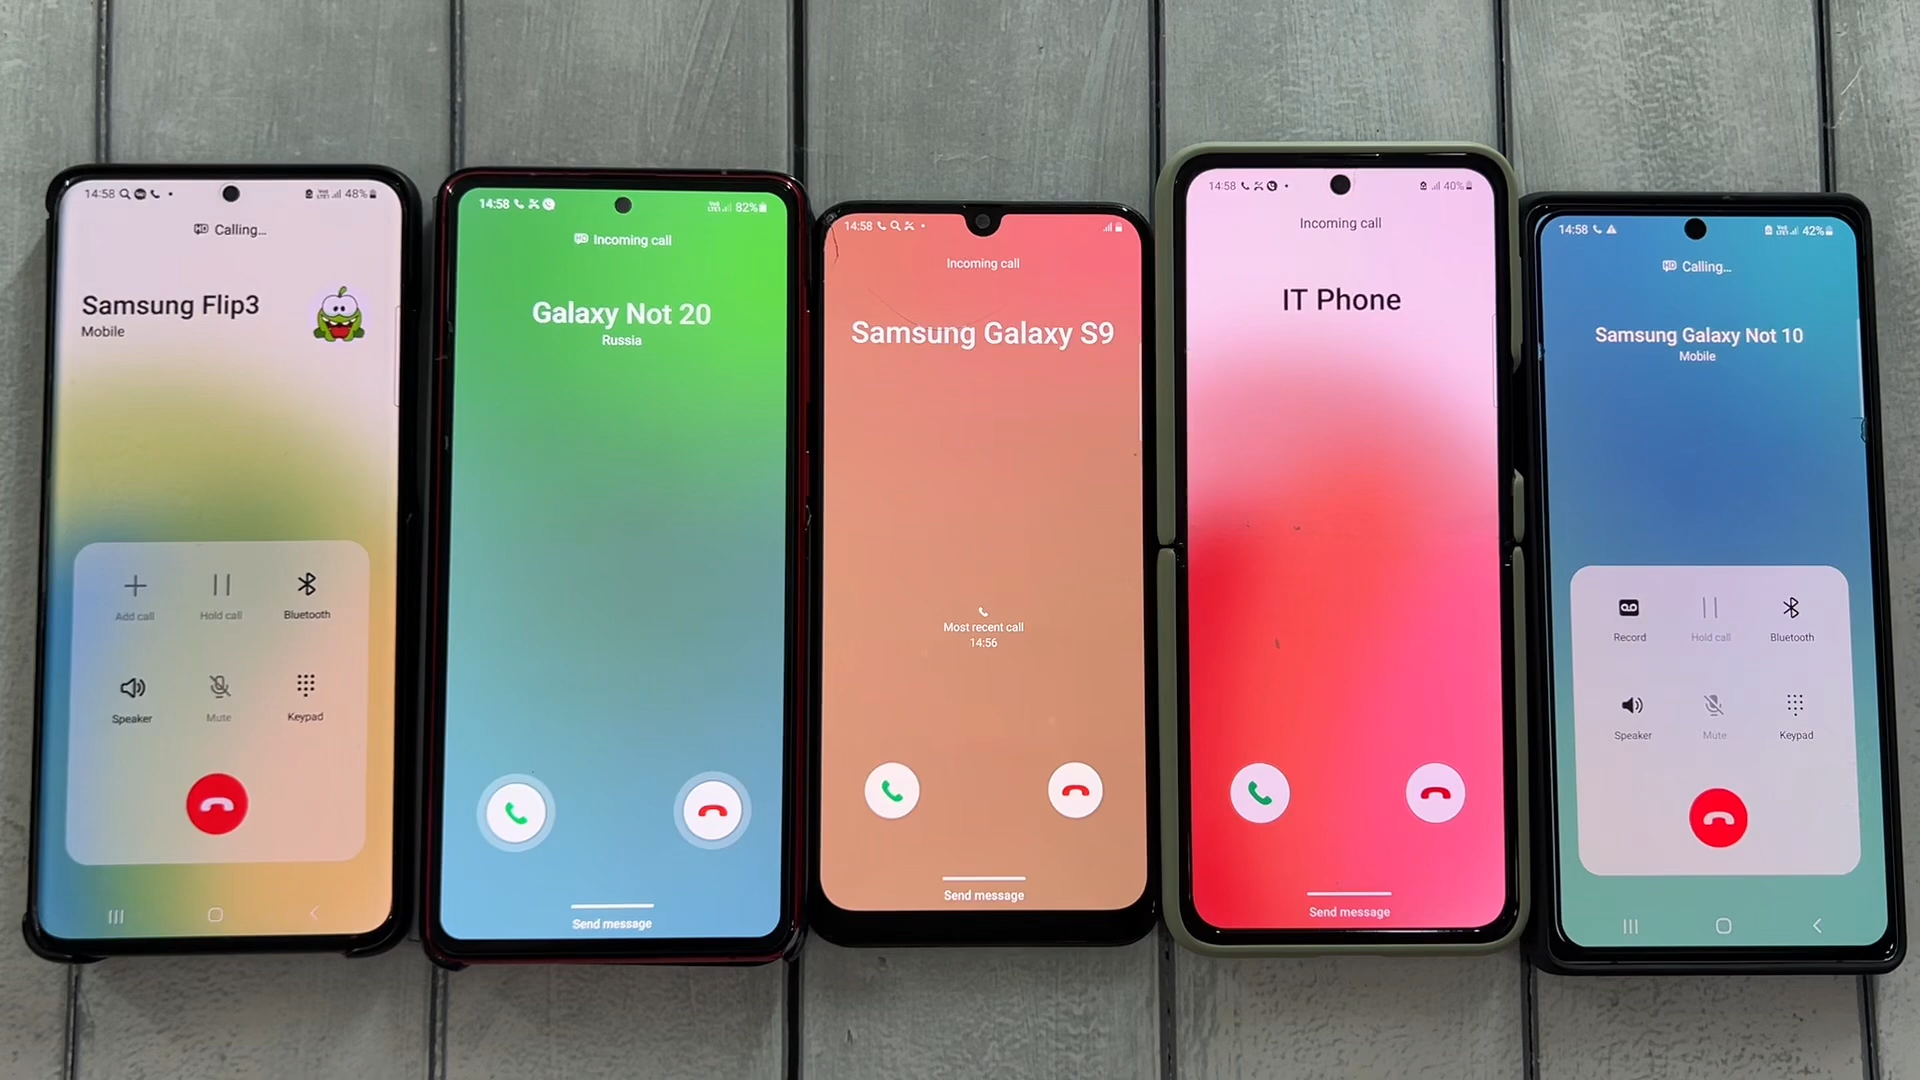 14:58
48%
Calling...
Samsung Flip3
Mobile
Add call
Hold call
Bluetooth
Speaker
Mute
Keypad
14:58
82%
Incoming call
Galaxy Not 20
Russia
Send message
14:58
Incoming call
Samsung Galaxy S9
Most recent call
14:56
Send message
14:58
40%
Incoming call
IT Phone
Send message
14:58
42%
Calling...
Samsung Galaxy Not 10
Mobile
Record
Hold call
Bluetooth
Speaker
Mute
Keypad